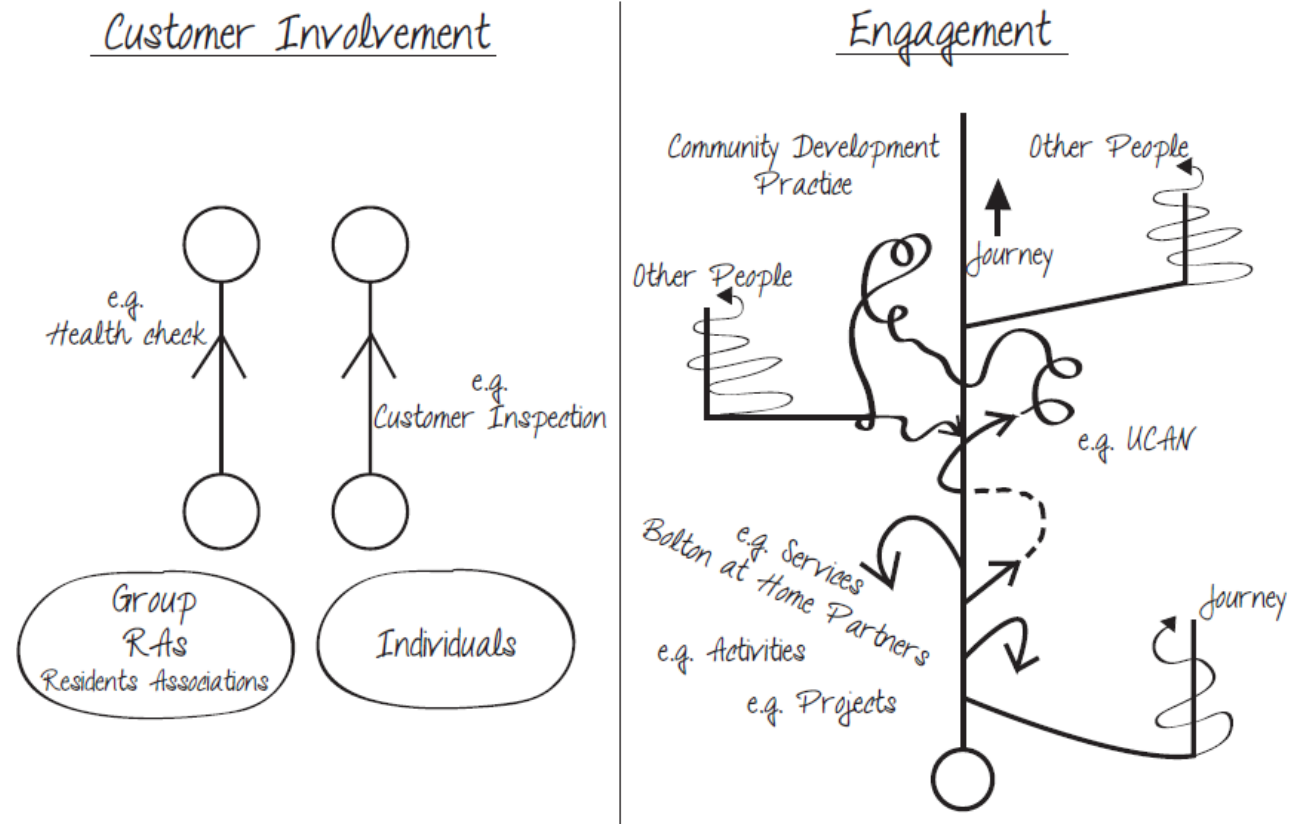 Customer Involvement
e.g.
Health check
e.g.
Customer Inspection
Group
RAs
Residents Associations
Individuals
Engagement
Community Development
Practice
Other People
Journey
Other People
e.g. UCAN
e.g. Services
Bolton at Home Partners
e.g. Activities
e.g. Projects
Journey